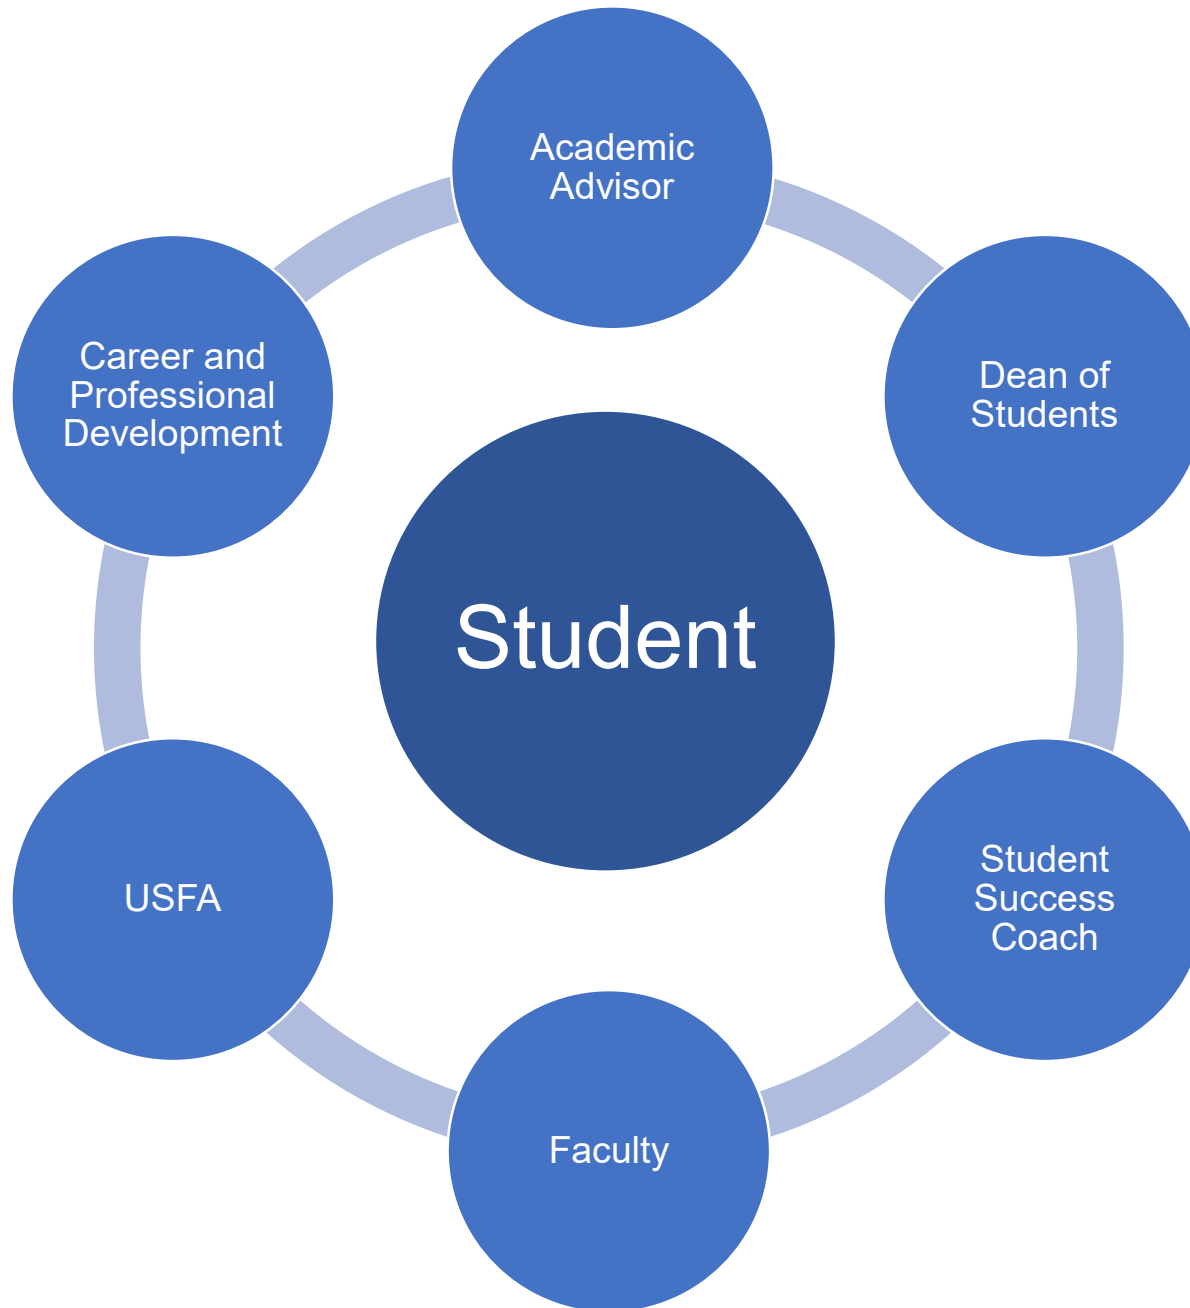 Academic
Advisor
Career and
Professional
Development
Dean of
Students
Student
USFA
Student
Success
Coach
Faculty